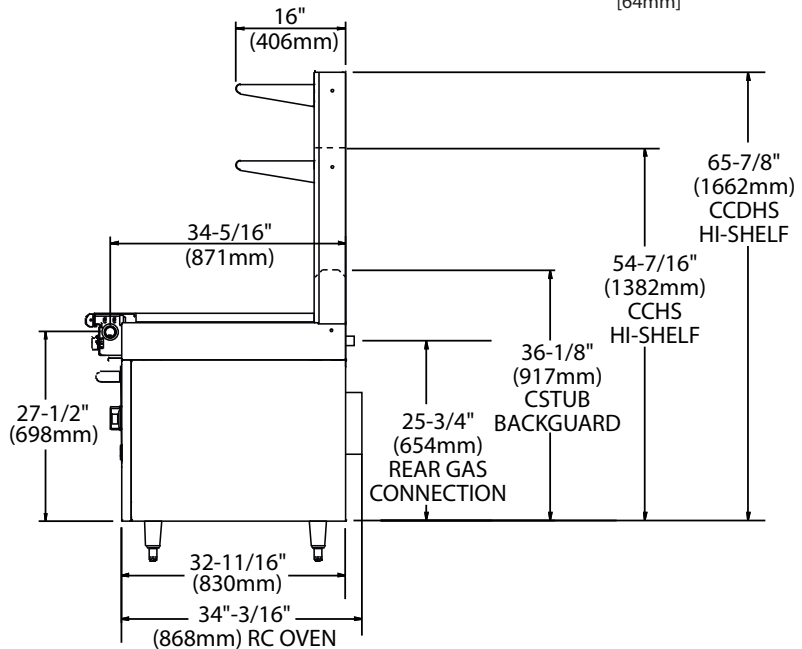 16"
(406mm)
[64mm]
65-7/8"
(1662mm)
CCDHS
HI-SHELF
34-5/16"
(871mm)
54-7/16"
(1382mm)
CCHS
HI-SHELF
36-1/8"
(917mm)
CSTUB
BACKGUARD
27-1/2"
(698mm)
25-3/4"
(654mm)
REAR GAS
CONNECTION
32-11/16"
(830mm)
34"-3/16"
(868mm) RC OVEN